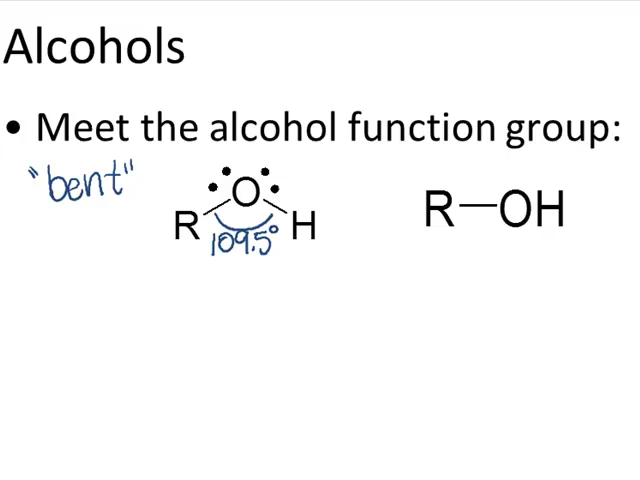 Alcohols
• Meet the alcohol function group:
"bent"
O
R H
109.5°
R—OH